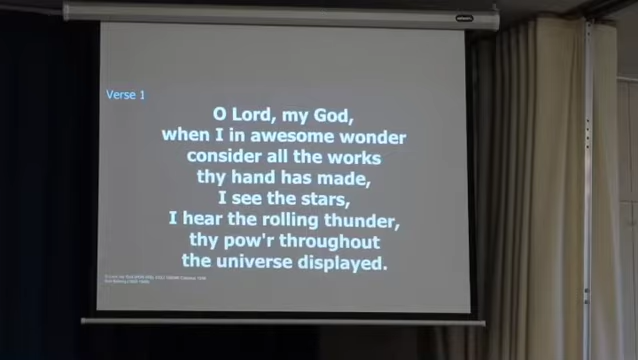 Verse 1
O Lord, my God,
when I in awesome wonder
consider all the works
thy hand has made,
I see the stars,
I hear the rolling thunder,
thy pow'r throughout
the universe displayed.